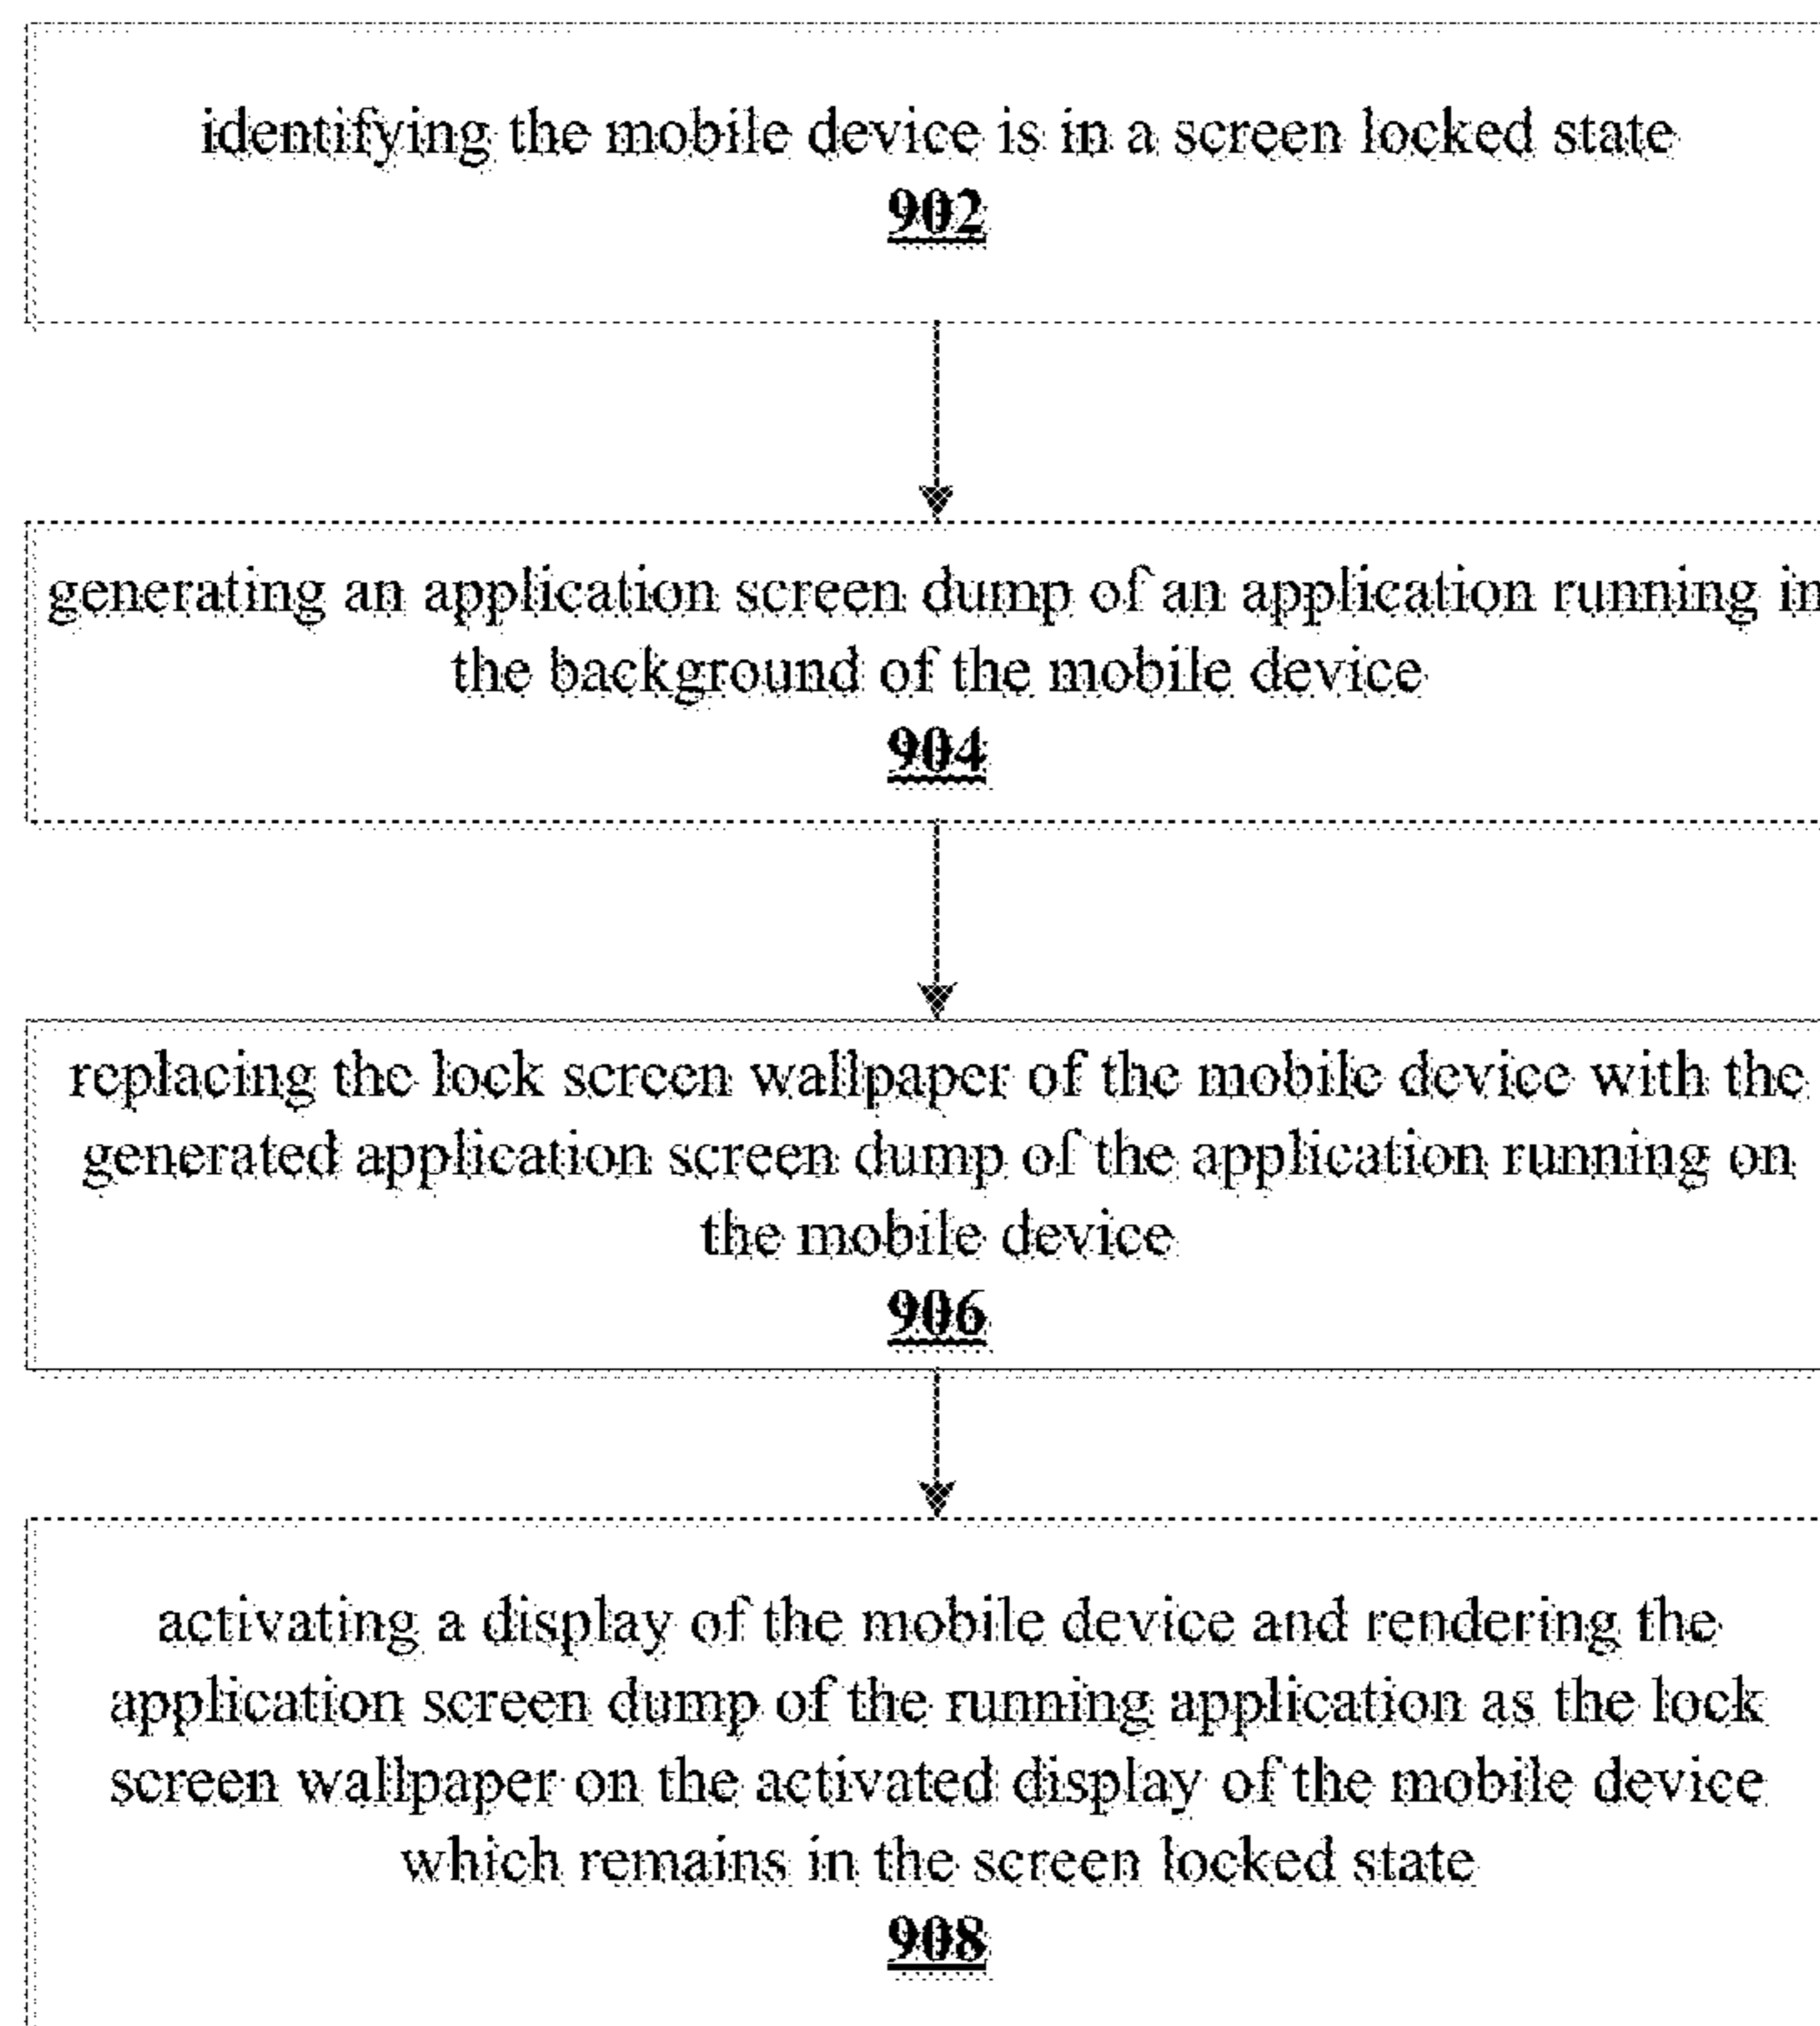 identifying the mobile device is in a screen locked state
902
generating an application screen dump of an application running in
the background of the mobile device
904
replacing the lock screen wallpaper of the mobile device with the
generated application screen dump of the application running on
the mobile device
906
activating a display of the mobile device and rendering the
application screen dump of the running application as the lock
screen wallpaper on the activated display of the mobile device
which remains in the screen locked state
908